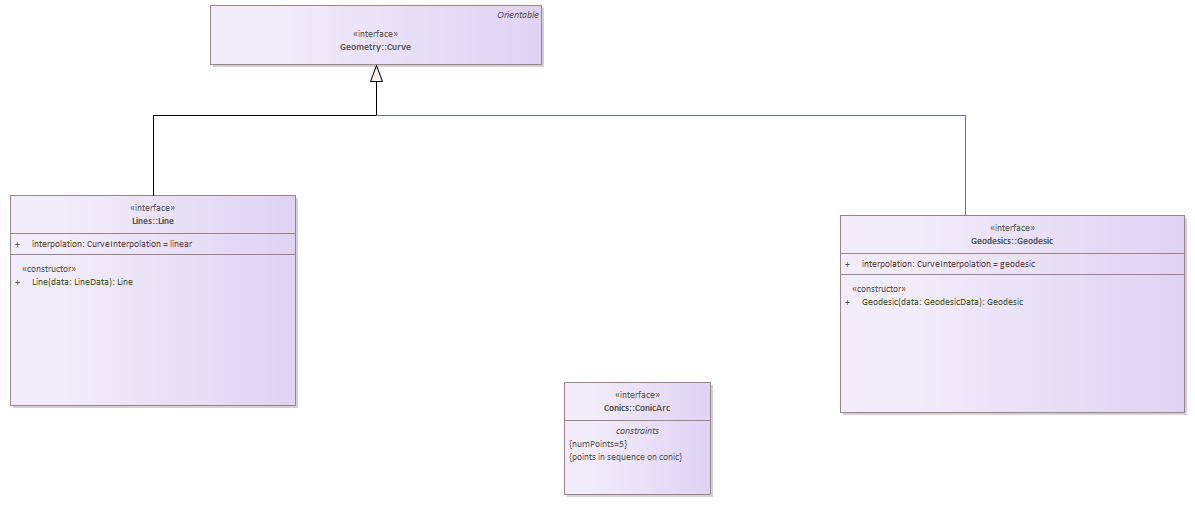 Orientable
«interface»
Geometry::Curve
«interface»
Lines::Line
+ interpolation: CurveInterpolation = linear
«constructor»
+ Line(data: LineData): Line
«interface»
Geodesics::Geodesic
+ interpolation: CurveInterpolation = geodesic
«constructor»
+ Geodesic(data: GeodesicData): Geodesic
«interface»
Conics::ConicArc
constraints
{numPoints=5}
{points in sequence on conic}